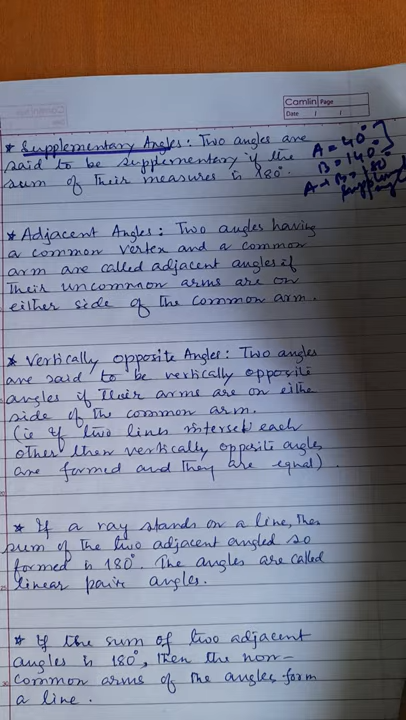 Camlin Page
Date / /
* Supplementary Angles: Two angles are
said to be supplementary if the
sum of their measures is 180°.
A = 40°
B = 140°
A + B = 180°
* Adjacent Angles: Two angles having
a common vertex and a common
arm are called adjacent angles if
their uncommon arms are on
either side of the common arm.
* Vertically opposite Angles: Two angles
are said to be vertically opposite
angles if their arms are on eithe
side of the common arm.
(ie if two lines intersect each
other then vertically opposite angles
are formed and they are equal).
* If a ray stands on a line, then
sum of the two adjacent angled so
formed is 180°. The angles are called
linear pair angles.
* If the sum of two adjacent
angles is 180°, then the non-
common arms of the angles form
a line.